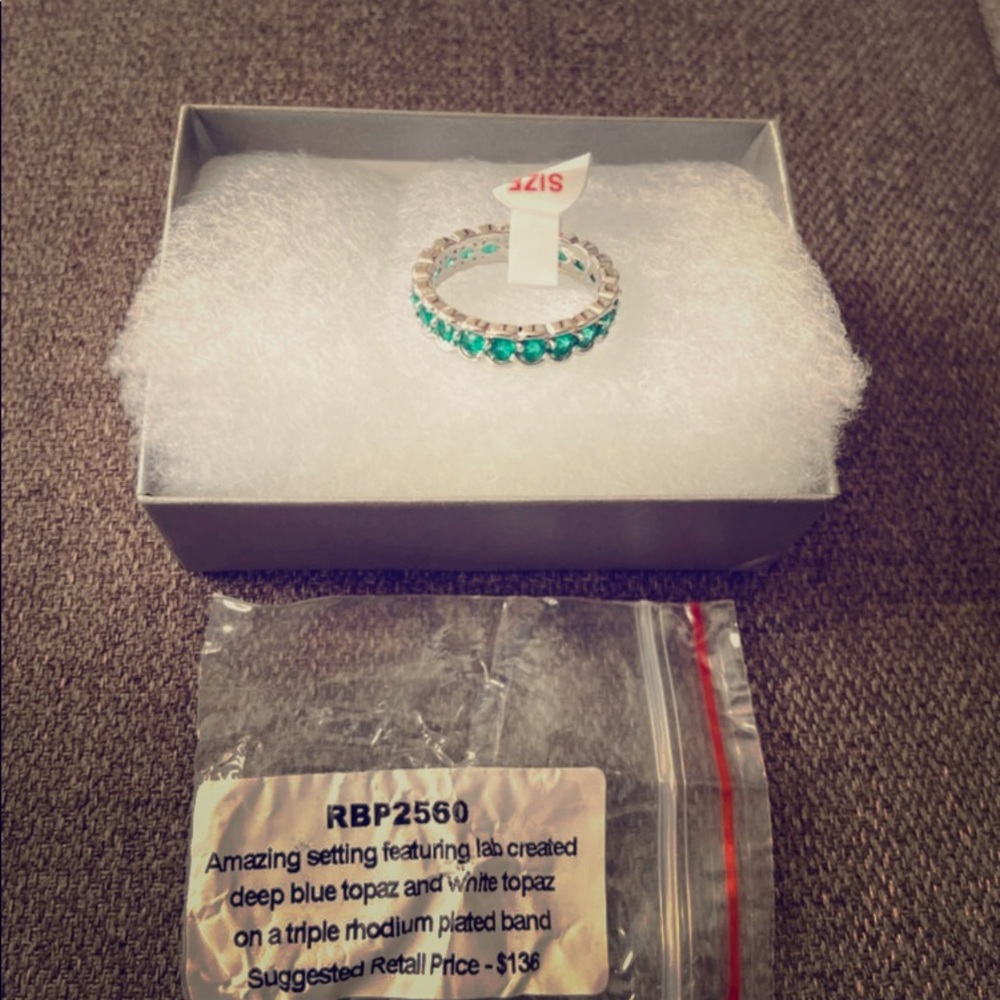 SIZE
RBP2560
Amazing setting featuring lab created
deep blue topaz and white topaz
on a triple rhodium plated band
Suggested Retail Price - $136